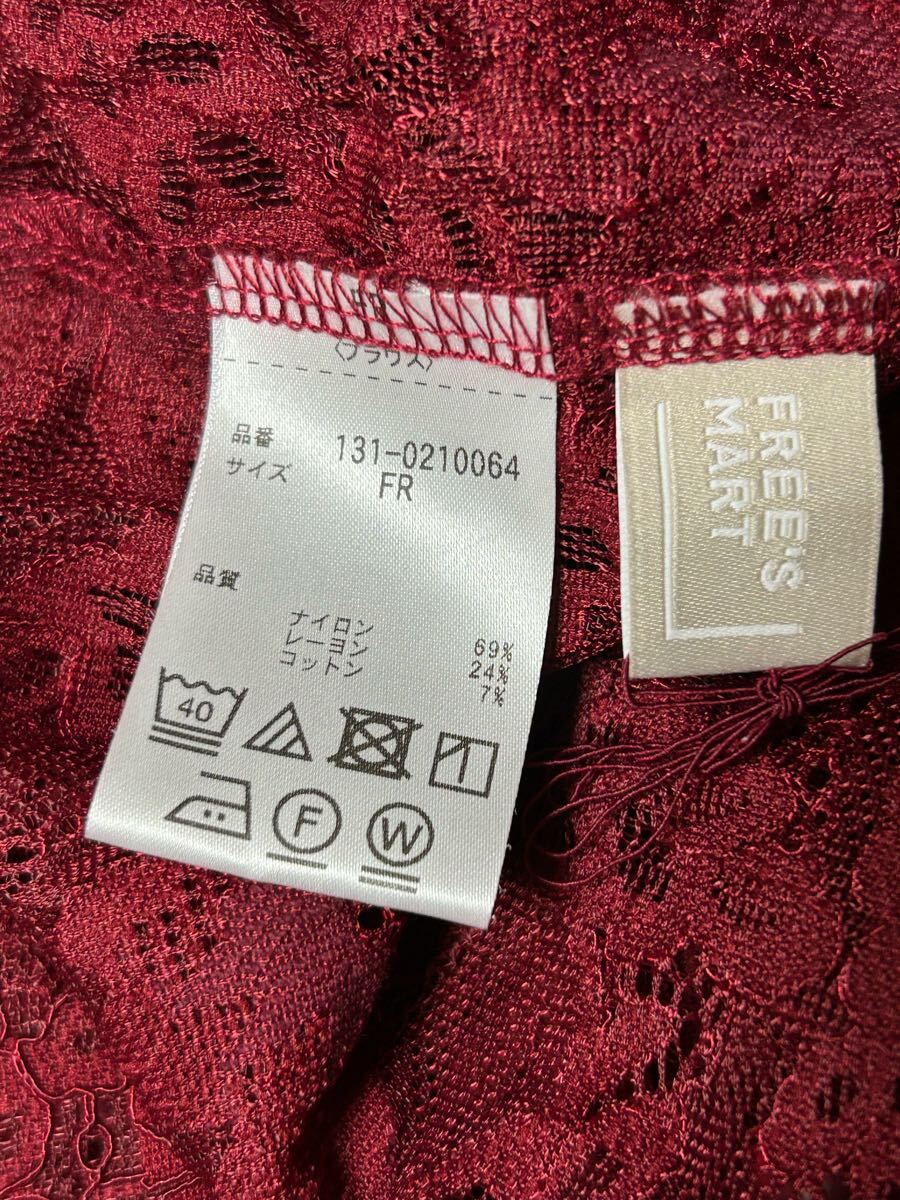 〈ブラウス〉
品番 131-0210064
サイズ FR
品質
ナイロン 69%
レーヨン 24%
コットン 7%
40
F
W
FREE'S
MART